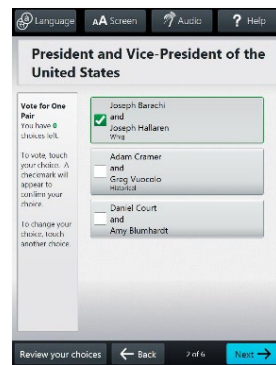 Language
AA Screen
Audio
? Help
President and Vice-President of the
United States
Vote for One
Pair
You have 0
choices left.
To vote, touch
your choice. A
checkmark will
appear to
confirm your
choice.
To change your
choice, touch
another choice.
Joseph Barachi
and
Joseph Hallaren
Whig
Adam Cramer
and
Greg Vuocolo
Historical
Daniel Court
and
Amy Blumhardt
Review your choices
← Back
2 of 6
Next →